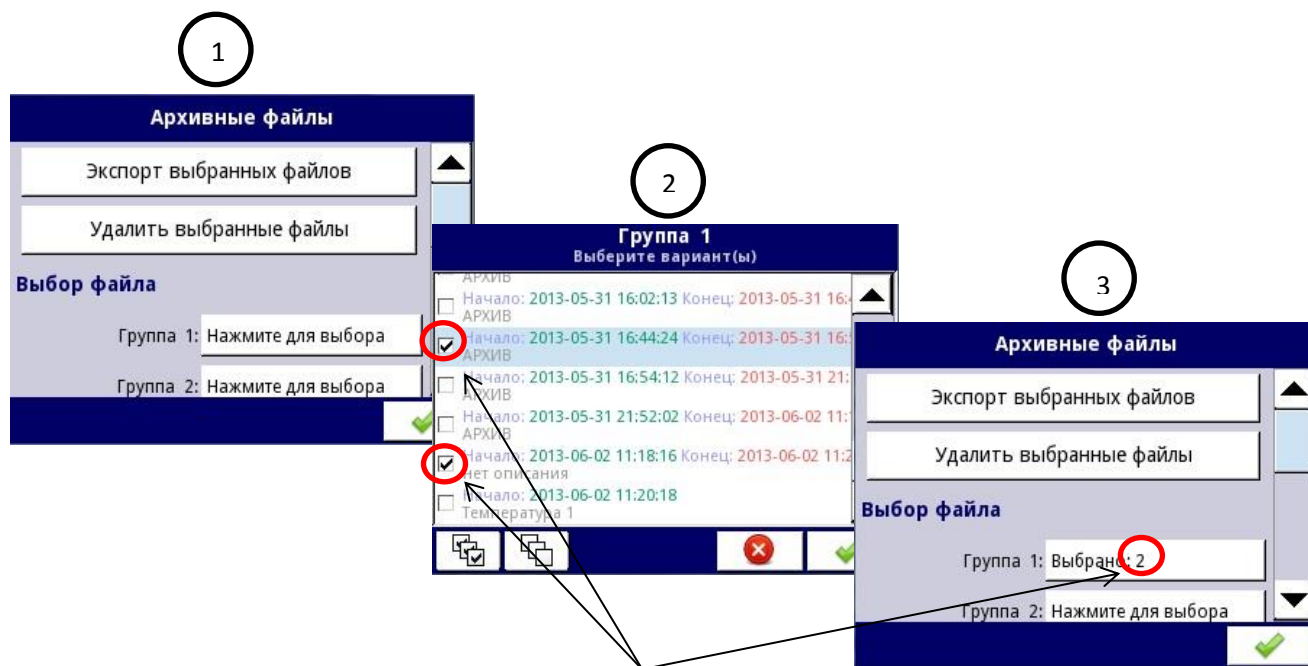 1
Архивные файлы
Экспорт выбранных файлов
Удалить выбранные файлы
Выбор файла
Группа 1: Нажмите для выбора
Группа 2: Нажмите для выбора
2
Группа 1
Выберите вариант(ы)
АРХИВ
Начало: 2013-05-31 16:02:13 Конец: 2013-05-31 16:
АРХИВ
Начало: 2013-05-31 16:44:24 Конец: 2013-05-31 16:
АРХИВ
Начало: 2013-05-31 16:54:12 Конец: 2013-05-31 21:
АРХИВ
Начало: 2013-05-31 21:52:02 Конец: 2013-06-02 11:
АРХИВ
Начало: 2013-06-02 11:18:16 Конец: 2013-06-02 11:2
нет описания
Начало: 2013-06-02 11:20:18
Температура 1
3
Архивные файлы
Экспорт выбранных файлов
Удалить выбранные файлы
Выбор файла
Группа 1: Выбрано: 2
Группа 2: Нажмите для выбора